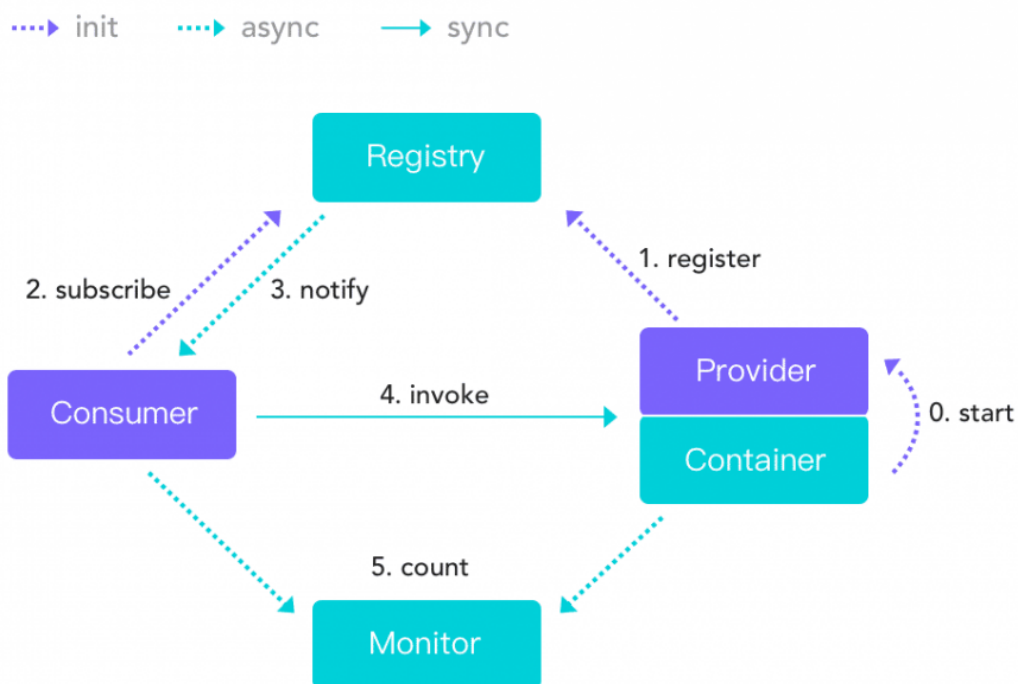 init async sync
Registry
1. register
2. subscribe
3. notify
Provider
4. invoke
Consumer
0. start
Container
5. count
Monitor